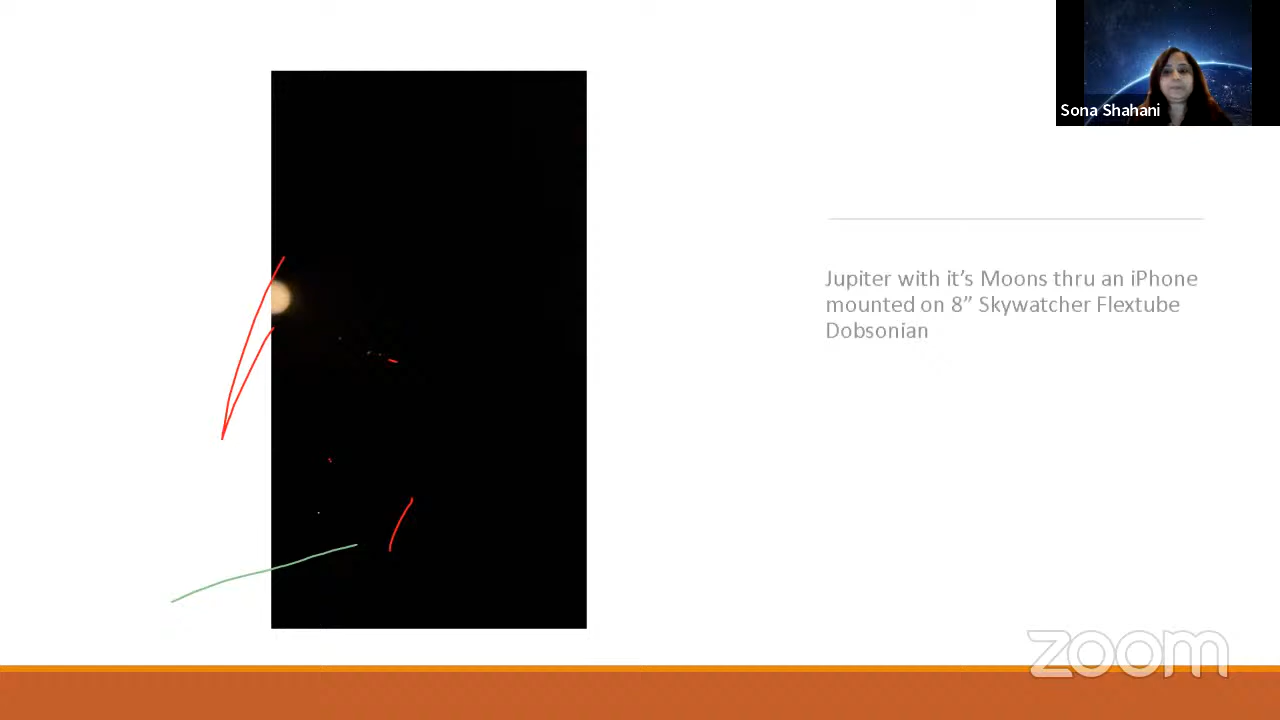 Sona Shahani
Jupiter with it’s Moons thru an iPhone
mounted on 8” Skywatcher Flextube
Dobsonian
zoom